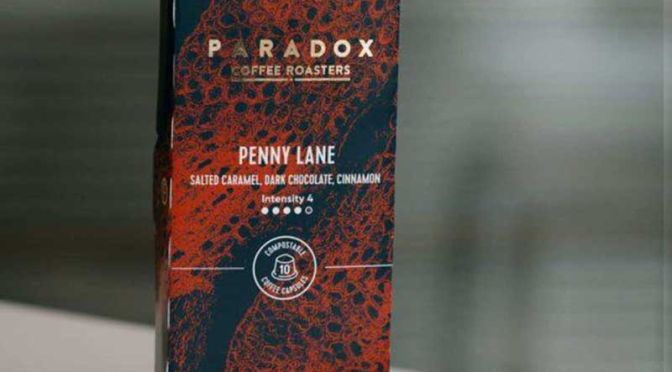 PARADOX
COFFEE ROASTERS
PENNY LANE
SALTED CARAMEL, DARK CHOCOLATE, CINNAMON
Intensity 4
COMPOSTABLE
10
COFFEE CAPSULES